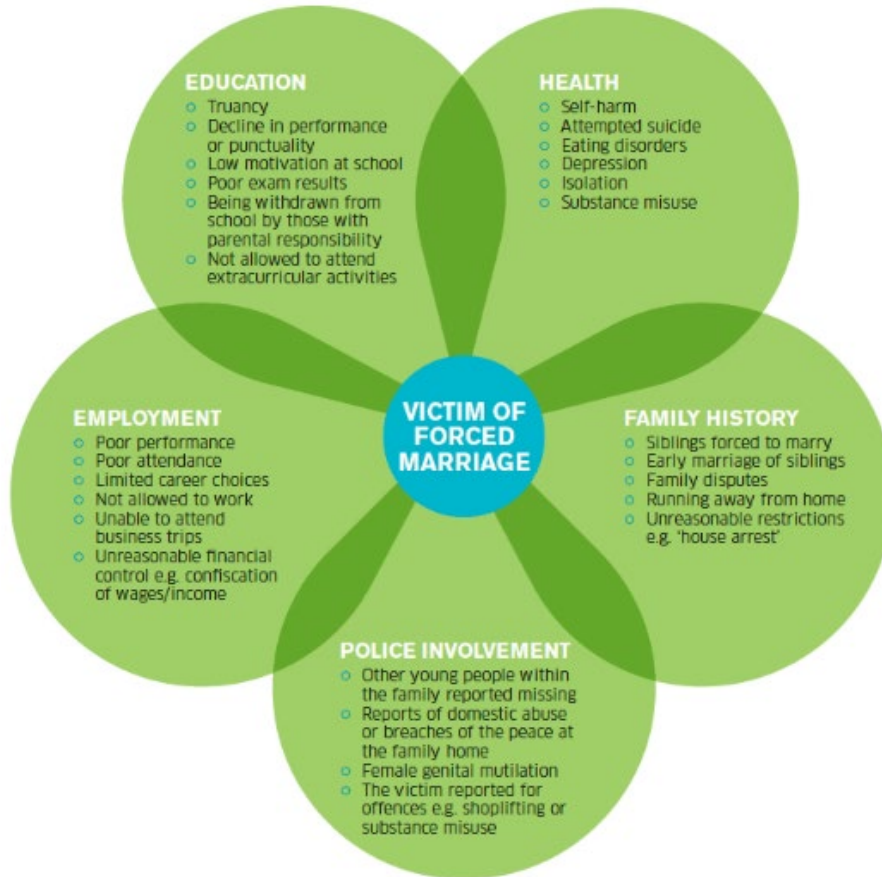 EDUCATION
Truancy
Decline in performance
or punctuality
Low motivation at school
Poor exam results
Being withdrawn from
school by those with
parental responsibility
Not allowed to attend
extracurricular activities
HEALTH
Self-harm
Attempted suicide
Eating disorders
Depression
Isolation
Substance misuse
EMPLOYMENT
Poor performance
Poor attendance
Limited career choices
Not allowed to work
Unable to attend
business trips
Unreasonable financial
control e.g. confiscation
of wages/income
VICTIM OF
FORCED
MARRIAGE
FAMILY HISTORY
Siblings forced to marry
Early marriage of siblings
Family disputes
Running away from home
Unreasonable restrictions
e.g. 'house arrest'
POLICE INVOLVEMENT
Other young people within
the family reported missing
Reports of domestic abuse
or breaches of the peace at
the family home
Female genital mutilation
The victim reported for
offences e.g. shoplifting or
substance misuse